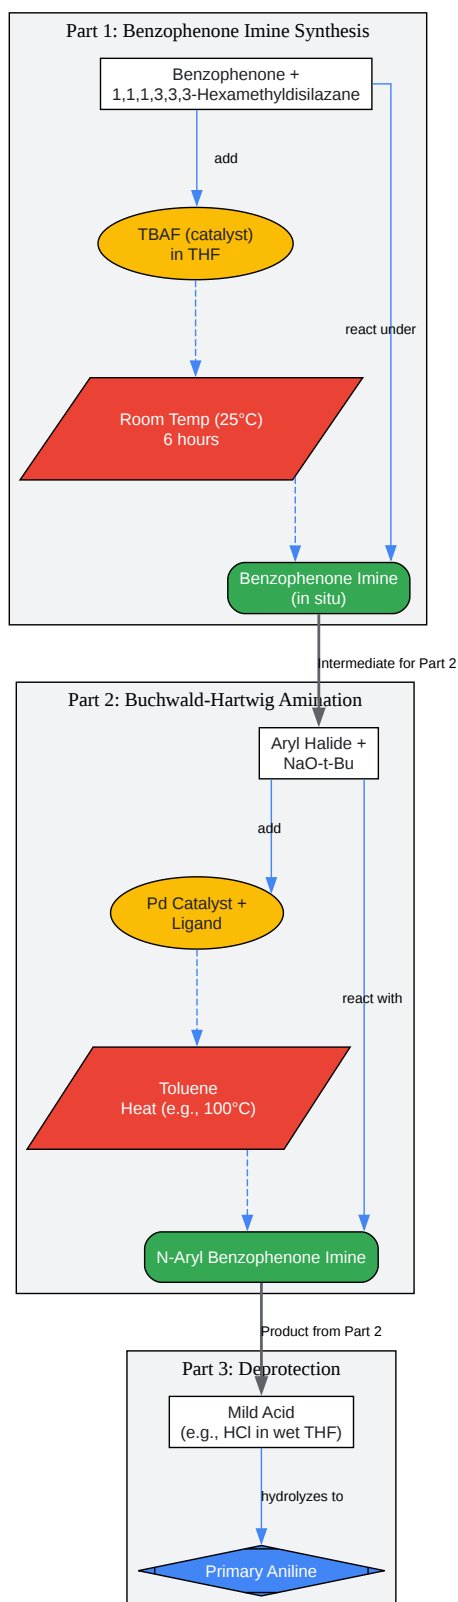 Part 1: Benzophenone Imine Synthesis
Benzophenone +
1,1,1,3,3,3-Hexamethyldisilazane
add
TBAF (catalyst)
in THF
react under
Room Temp (25°C)
6 hours
Benzophenone Imine
(in situ)
Intermediate for Part 2
Part 2: Buchwald-Hartwig Amination
Aryl Halide +
NaO-t-Bu
add
Pd Catalyst +
Ligand
react with
Toluene
Heat (e.g., 100°C)
N-Aryl Benzophenone Imine
Product from Part 2
Part 3: Deprotection
Mild Acid
(e.g., HCl in wet THF)
hydrolyzes to
Primary Aniline